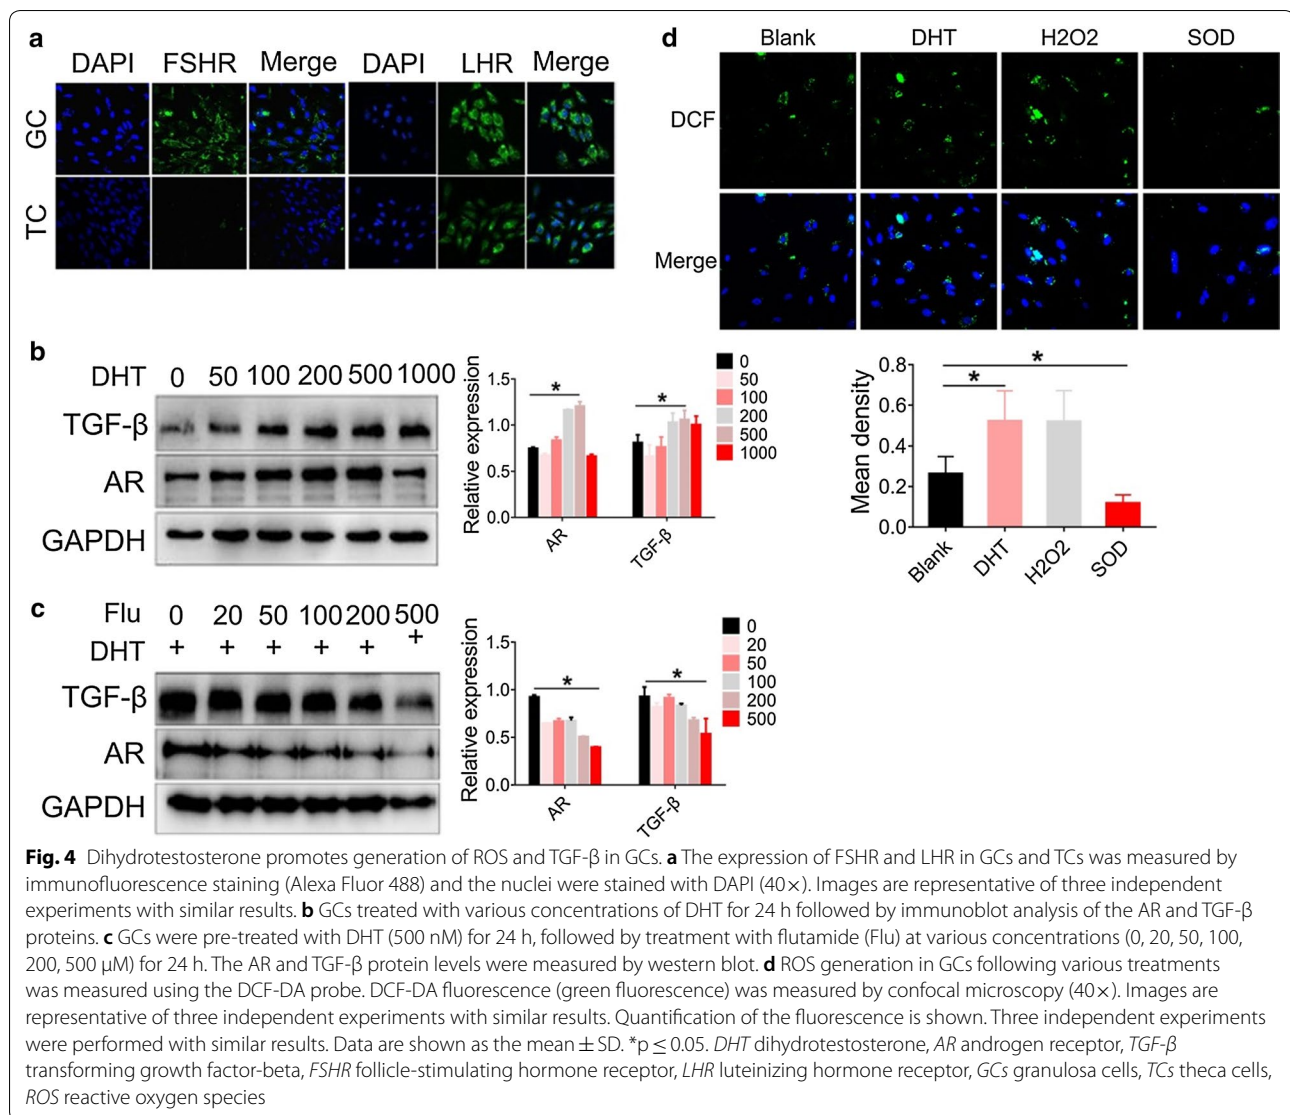 a
DAPI FSHR Merge DAPI LHR Merge
GC
TC
d
Blank DHT H2O2 SOD
DCF
Merge
b
DHT 0 50 100 200 500 1000
TGF-β
AR
GAPDH
Relative expression
1.5
1.0
0.5
0.0
*
*
AR
TGF-β
0
50
100
200
500
1000
Mean density
0.8
0.6
0.4
0.2
0.0
*
*
Blank
DHT
H2O2
SOD
c
Flu 0 20 50 100 200 500
DHT + + + + + +
TGF-β
AR
GAPDH
Relative expression
1.5
1.0
0.5
0.0
*
*
AR
TGF-β
0
20
50
100
200
500
Fig. 4 Dihydrotestosterone promotes generation of ROS and TGF-β in GCs. a The expression of FSHR and LHR in GCs and TCs was measured by
immunofluorescence staining (Alexa Fluor 488) and the nuclei were stained with DAPI (40×). Images are representative of three independent
experiments with similar results. b GCs treated with various concentrations of DHT for 24 h followed by immunoblot analysis of the AR and TGF-β
proteins. c GCs were pre-treated with DHT (500 nM) for 24 h, followed by treatment with flutamide (Flu) at various concentrations (0, 20, 50, 100,
200, 500 μM) for 24 h. The AR and TGF-β protein levels were measured by western blot. d ROS generation in GCs following various treatments
was measured using the DCF-DA probe. DCF-DA fluorescence (green fluorescence) was measured by confocal microscopy (40×). Images are
representative of three independent experiments with similar results. Quantification of the fluorescence is shown. Three independent experiments
were performed with similar results. Data are shown as the mean ± SD. *p ≤ 0.05. DHT dihydrotestosterone, AR androgen receptor, TGF-β
transforming growth factor-beta, FSHR follicle-stimulating hormone receptor, LHR luteinizing hormone receptor, GCs granulosa cells, TCs theca cells,
ROS reactive oxygen species